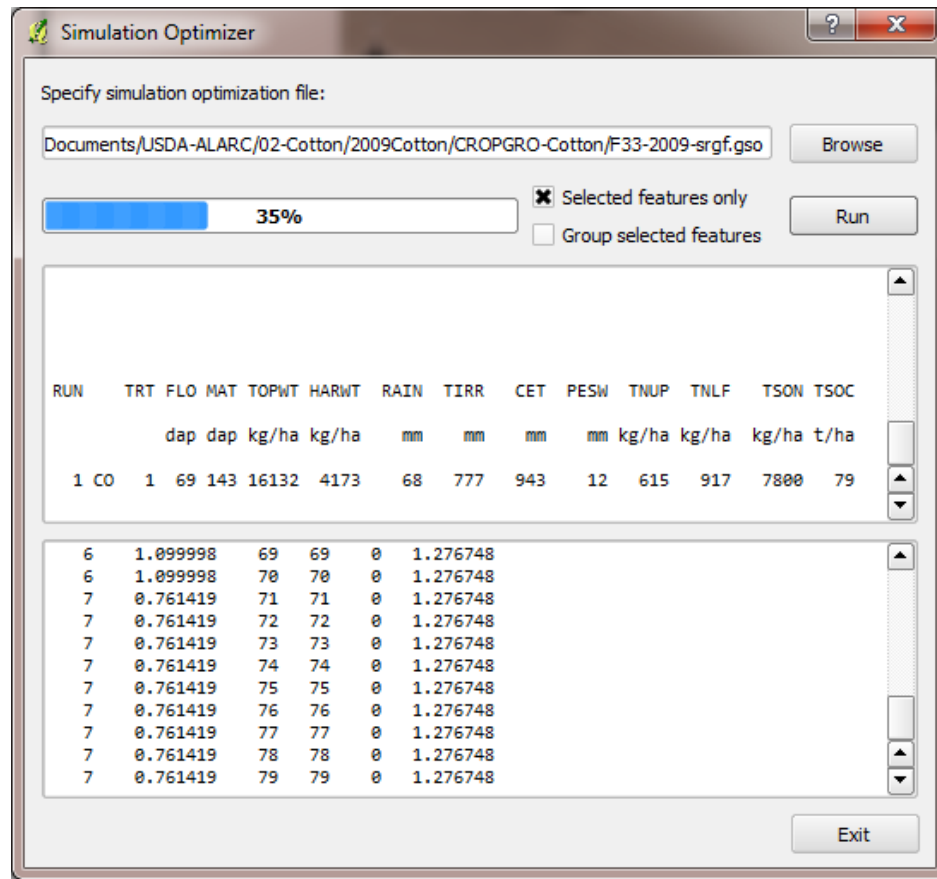 Simulation Optimizer
Specify simulation optimization file:
Documents/USDA-ALARC/02-Cotton/2009Cotton/CROPGRO-Cotton/F33-2009-srgf.gso Browse
35% Selected features only Run
Group selected features
RUN TRT FLO MAT TOPWT HARWT RAIN TIRR CET PESW TNUP TNLF TSON TSOC
dap dap kg/ha kg/ha mm mm mm mm kg/ha kg/ha kg/ha t/ha
1 CO 1 69 143 16132 4173 68 777 943 12 615 917 7800 79
6 1.099998 69 69 0 1.276748
6 1.099998 70 70 0 1.276748
7 0.761419 71 71 0 1.276748
7 0.761419 72 72 0 1.276748
7 0.761419 73 73 0 1.276748
7 0.761419 74 74 0 1.276748
7 0.761419 75 75 0 1.276748
7 0.761419 76 76 0 1.276748
7 0.761419 77 77 0 1.276748
7 0.761419 78 78 0 1.276748
7 0.761419 79 79 0 1.276748
Exit